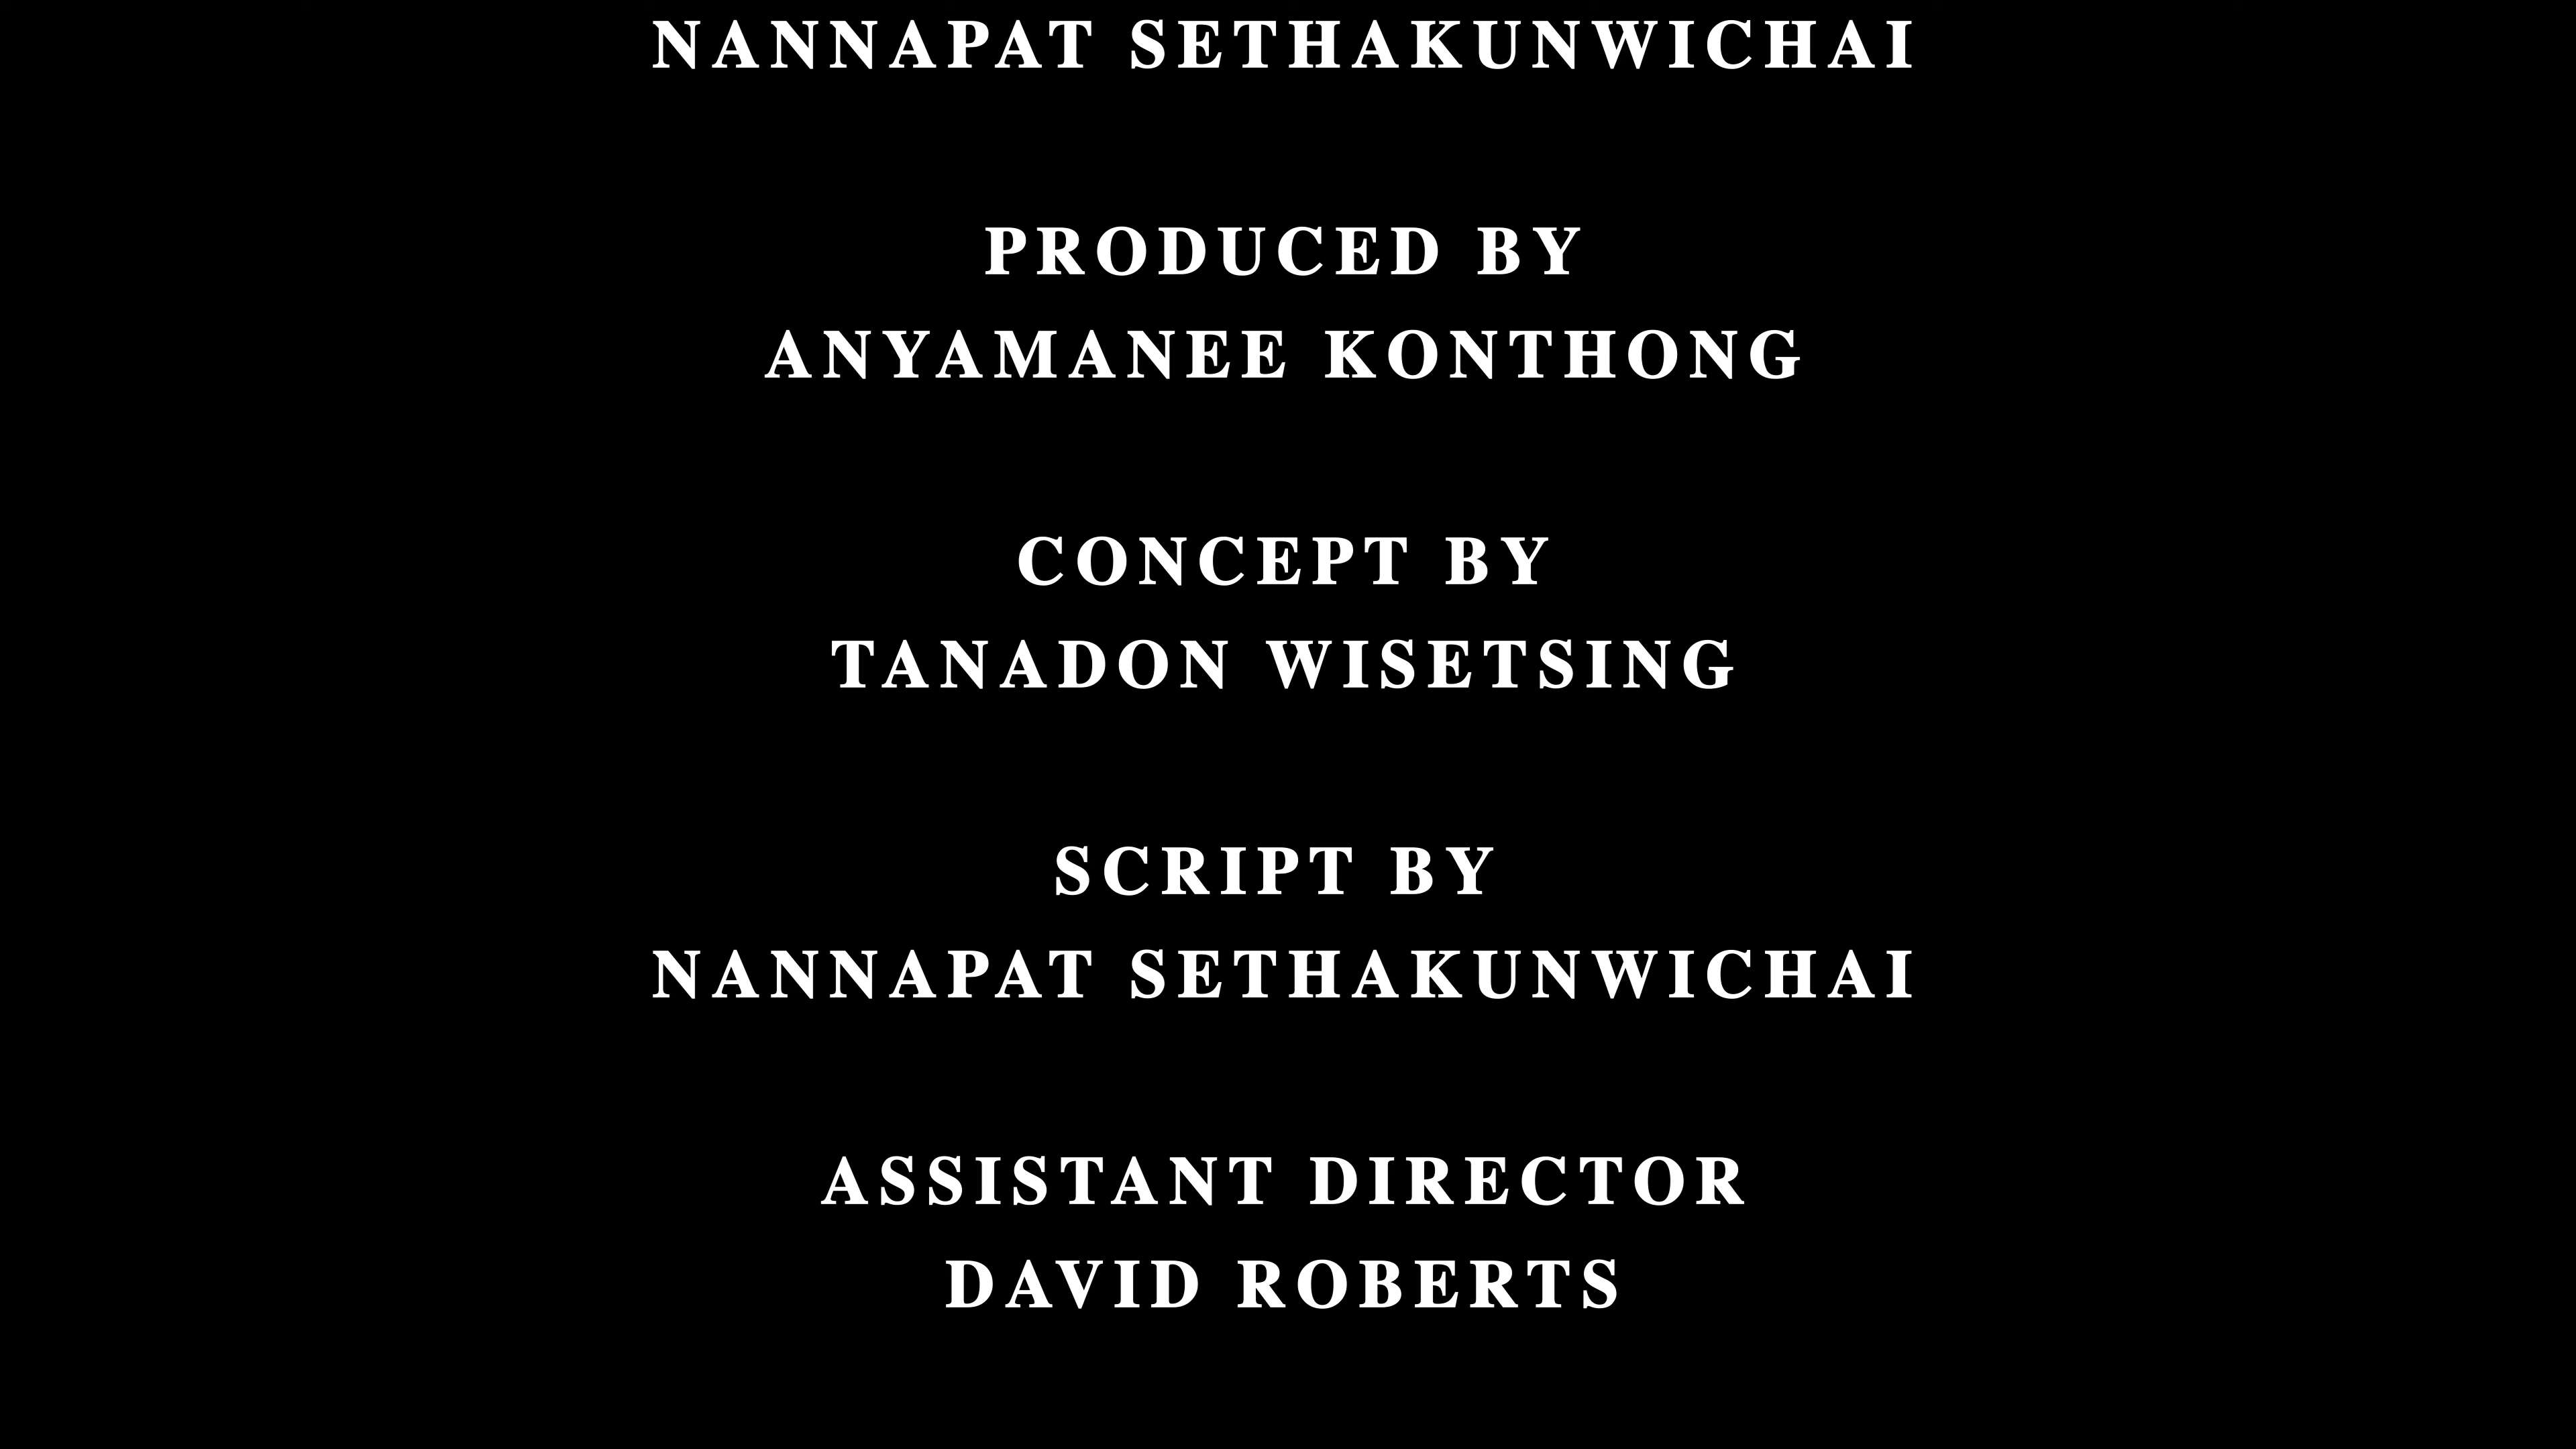 NANNAPAT SETHAKUNWICHAI
PRODUCED BY
ANYAMANEE KONTHONG
CONCEPT BY
TANADON WISETSING
SCRIPT BY
NANNAPAT SETHAKUNWICHAI
ASSISTANT DIRECTOR
DAVID ROBERTS